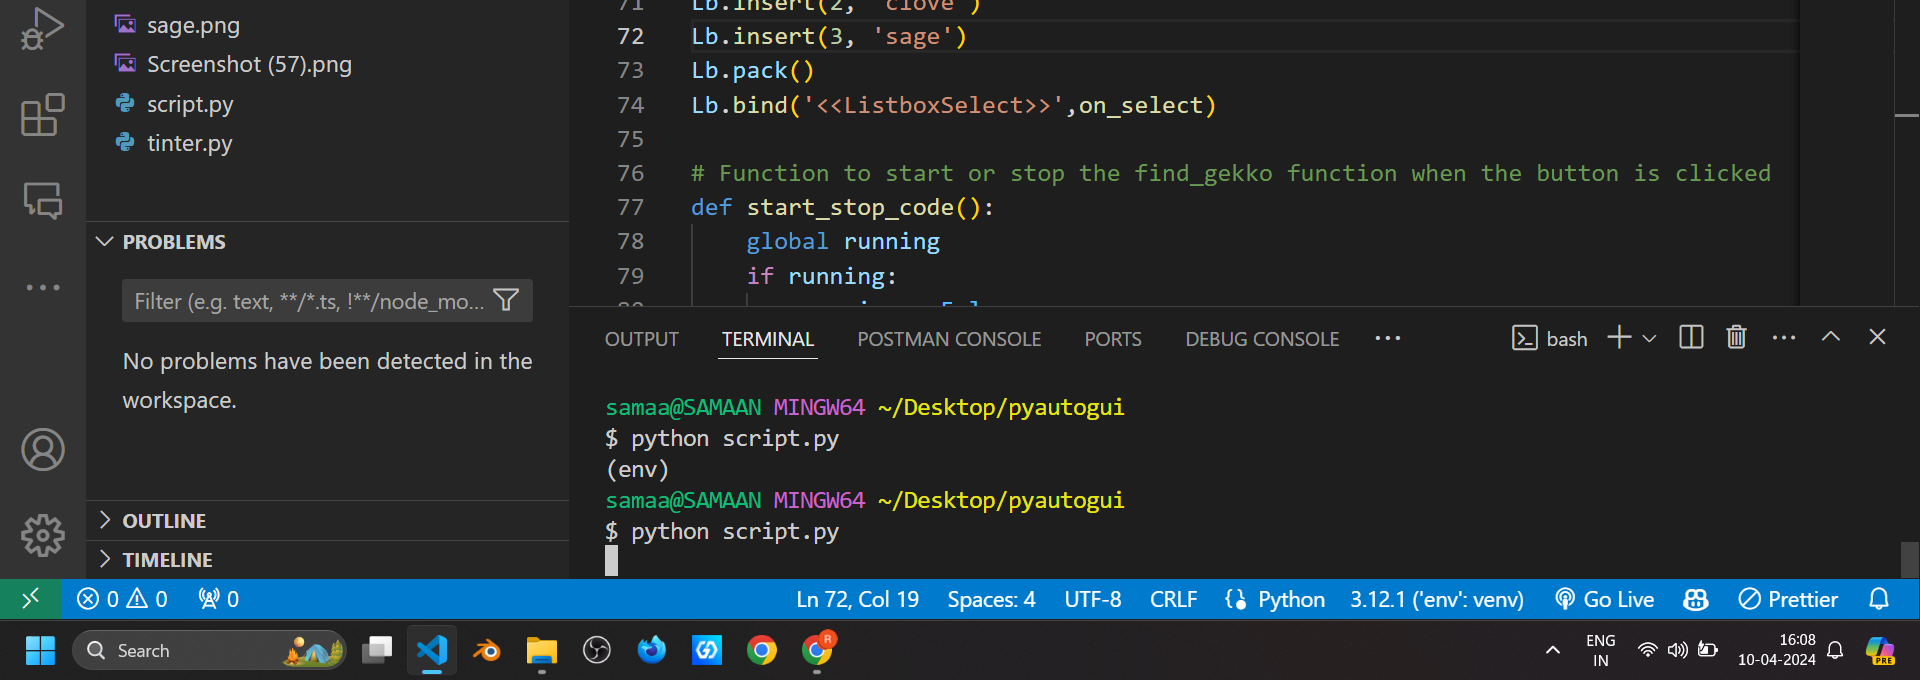 sage.png
Screenshot (57).png
script.py
tinter.py
PROBLEMS
Filter (e.g. text, **/*.ts, !**/node_mo...
No problems have been detected in the
workspace.
OUTLINE
TIMELINE
71 Lb.insert(2, 'clove')
72 Lb.insert(3, 'sage')
73 Lb.pack()
74 Lb.bind('<<ListboxSelect>>',on_select)
75
76 # Function to start or stop the find_gekko function when the button is clicked
77 def start_stop_code():
78 global running
79 if running:
OUTPUT TERMINAL POSTMAN CONSOLE PORTS DEBUG CONSOLE ... bash
samaa@SAMAAN MINGW64 ~/Desktop/pyautogui
$ python script.py
(env)
samaa@SAMAAN MINGW64 ~/Desktop/pyautogui
$ python script.py
0 0 0 Ln 72, Col 19 Spaces: 4 UTF-8 CRLF Python 3.12.1 ('env': venv) Go Live Prettier
Search R ENG 16:08
IN 10-04-2024 PRE